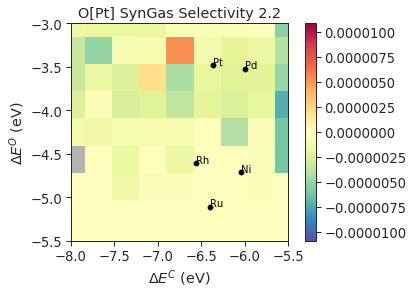 O[Pt] SynGas Selectivity 2.2
−3.0
−3.5
−4.0
−4.5
−5.0
−5.5
ΔE^O (eV)
Pt
Pd
Rh
Ni
Ru
−8.0 −7.5 −7.0 −6.5 −6.0 −5.5
ΔE^C (eV)
0.0000100
0.0000075
0.0000050
0.0000025
0.0000000
−0.0000025
−0.0000050
−0.0000075
−0.0000100